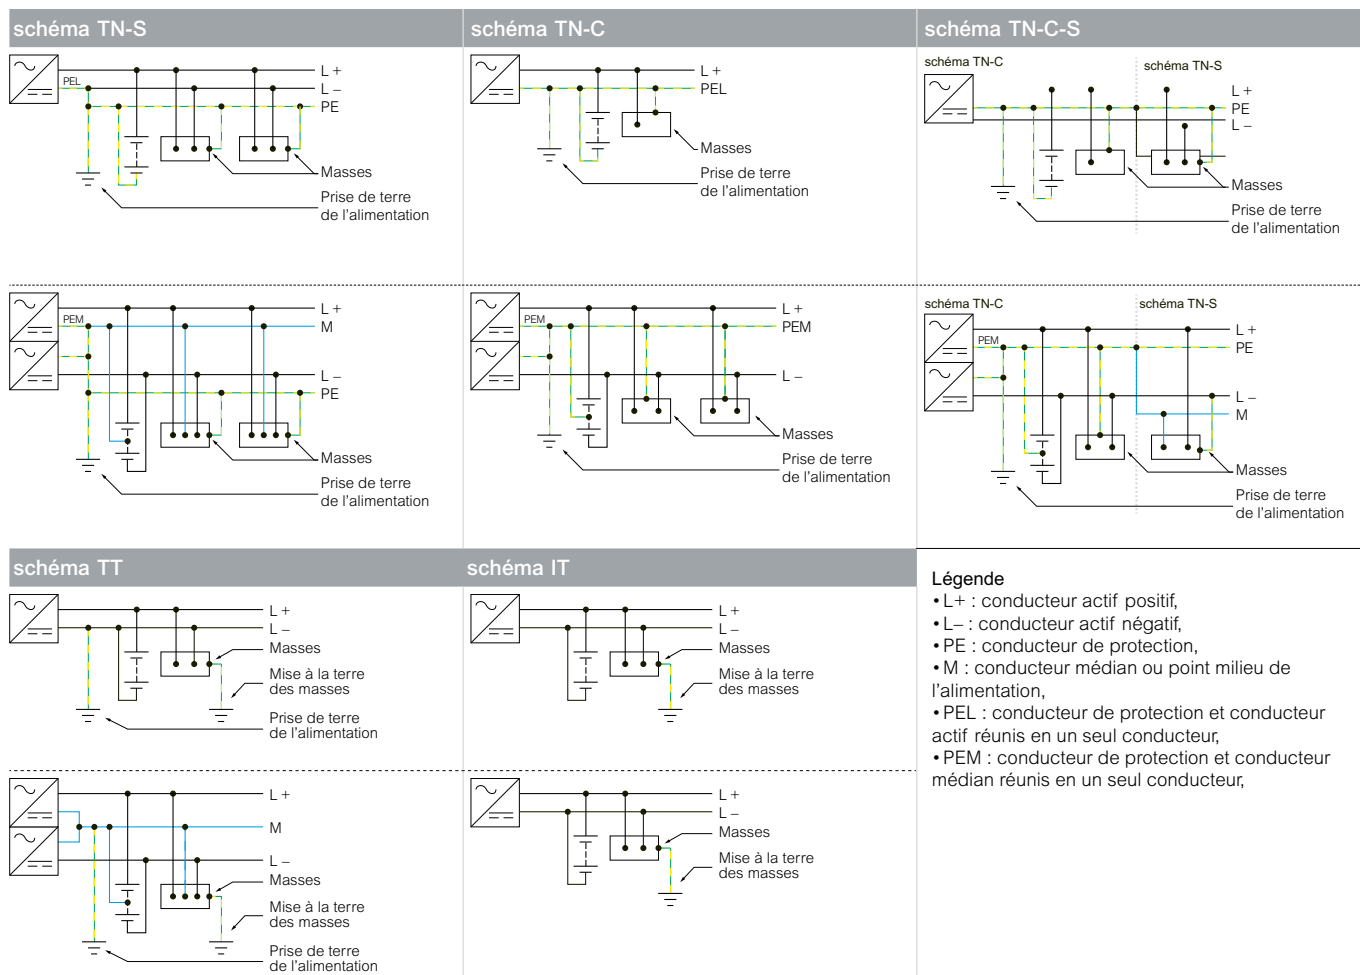 schéma TN-S
PEL
L +
L –
PE
Masses
Prise de terre
de l'alimentation
schéma TN-C
L +
PEL
Masses
Prise de terre
de l'alimentation
schéma TN-C-S
schéma TN-C
schéma TN-S
L +
PE
L –
Masses
Prise de terre
de l'alimentation
PEM
L +
M
L –
PE
Masses
Prise de terre
de l'alimentation
PEM
L +
PEM
L –
Masses
Prise de terre
de l'alimentation
schéma TN-C
schéma TN-S
PEM
L +
PE
L –
M
Masses
Prise de terre
de l'alimentation
schéma TT
L +
L –
Masses
Mise à la terre
des masses
Prise de terre
de l'alimentation
schéma IT
L +
L –
Masses
Mise à la terre
des masses
L +
M
L –
Masses
Mise à la terre
des masses
Prise de terre
de l'alimentation
L +
L –
Masses
Mise à la terre
des masses
Légende
• L+ : conducteur actif positif,
• L– : conducteur actif négatif,
• PE : conducteur de protection,
• M : conducteur médian ou point milieu de
l'alimentation,
• PEL : conducteur de protection et conducteur
actif réunis en un seul conducteur,
• PEM : conducteur de protection et conducteur
médian réunis en un seul conducteur,